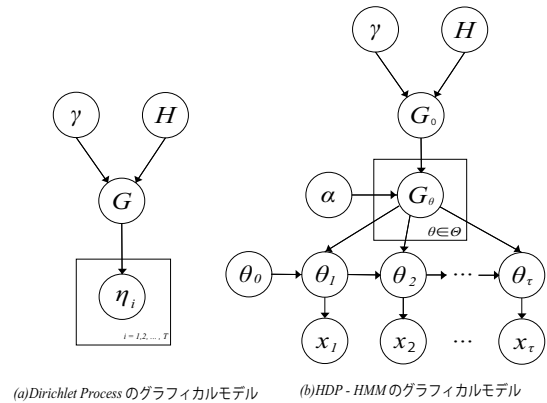 γ H
γ H
G₀
G
α G_θ
θ∈Θ
θ₀ θ₁ θ₂ ... θ_τ
η_i
i = 1,2, ... , T
x₁ x₂ ... x_τ
(a)Dirichlet Process のグラフィカルモデル
(b)HDP - HMM のグラフィカルモデル